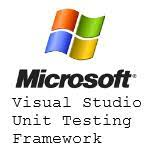 Microsoft®
Visual Studio
Unit Testing
Framework